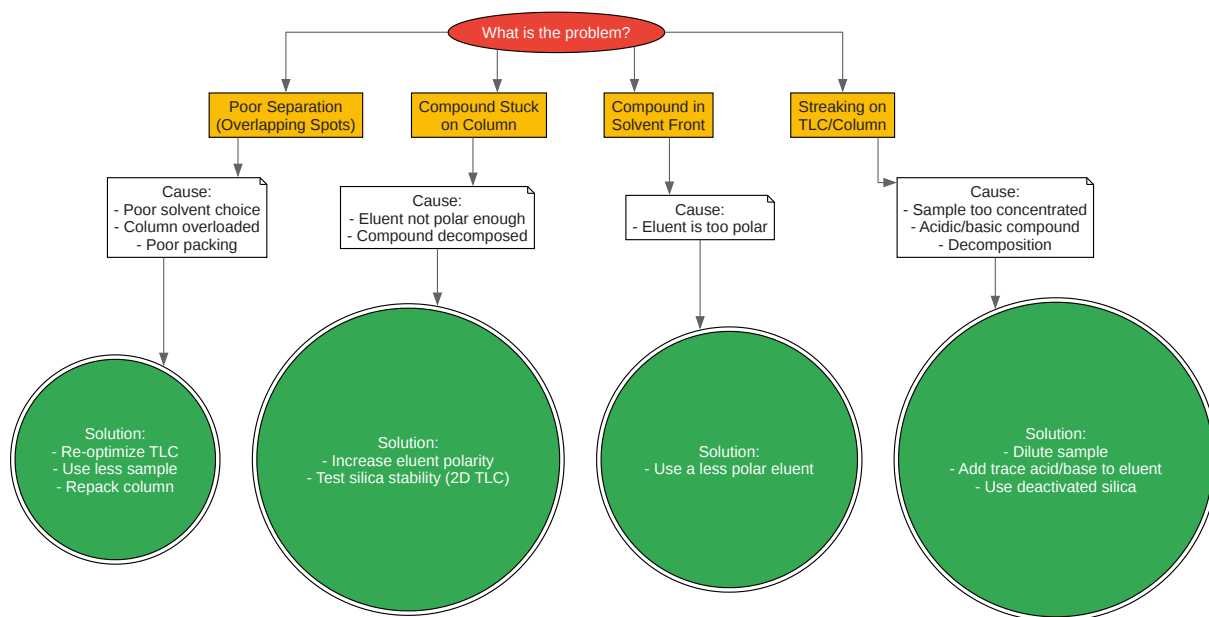 What is the problem?
Poor Separation
(Overlapping Spots)
Compound Stuck
on Column
Compound in
Solvent Front
Streaking on
TLC/Column
Cause:
- Poor solvent choice
- Column overloaded
- Poor packing
Cause:
- Eluent not polar enough
- Compound decomposed
Cause:
- Eluent is too polar
Cause:
- Sample too concentrated
- Acidic/basic compound
- Decomposition
Solution:
- Re-optimize TLC
- Use less sample
- Repack column
Solution:
- Increase eluent polarity
- Test silica stability (2D TLC)
Solution:
- Use a less polar eluent
Solution:
- Dilute sample
- Add trace acid/base to eluent
- Use deactivated silica